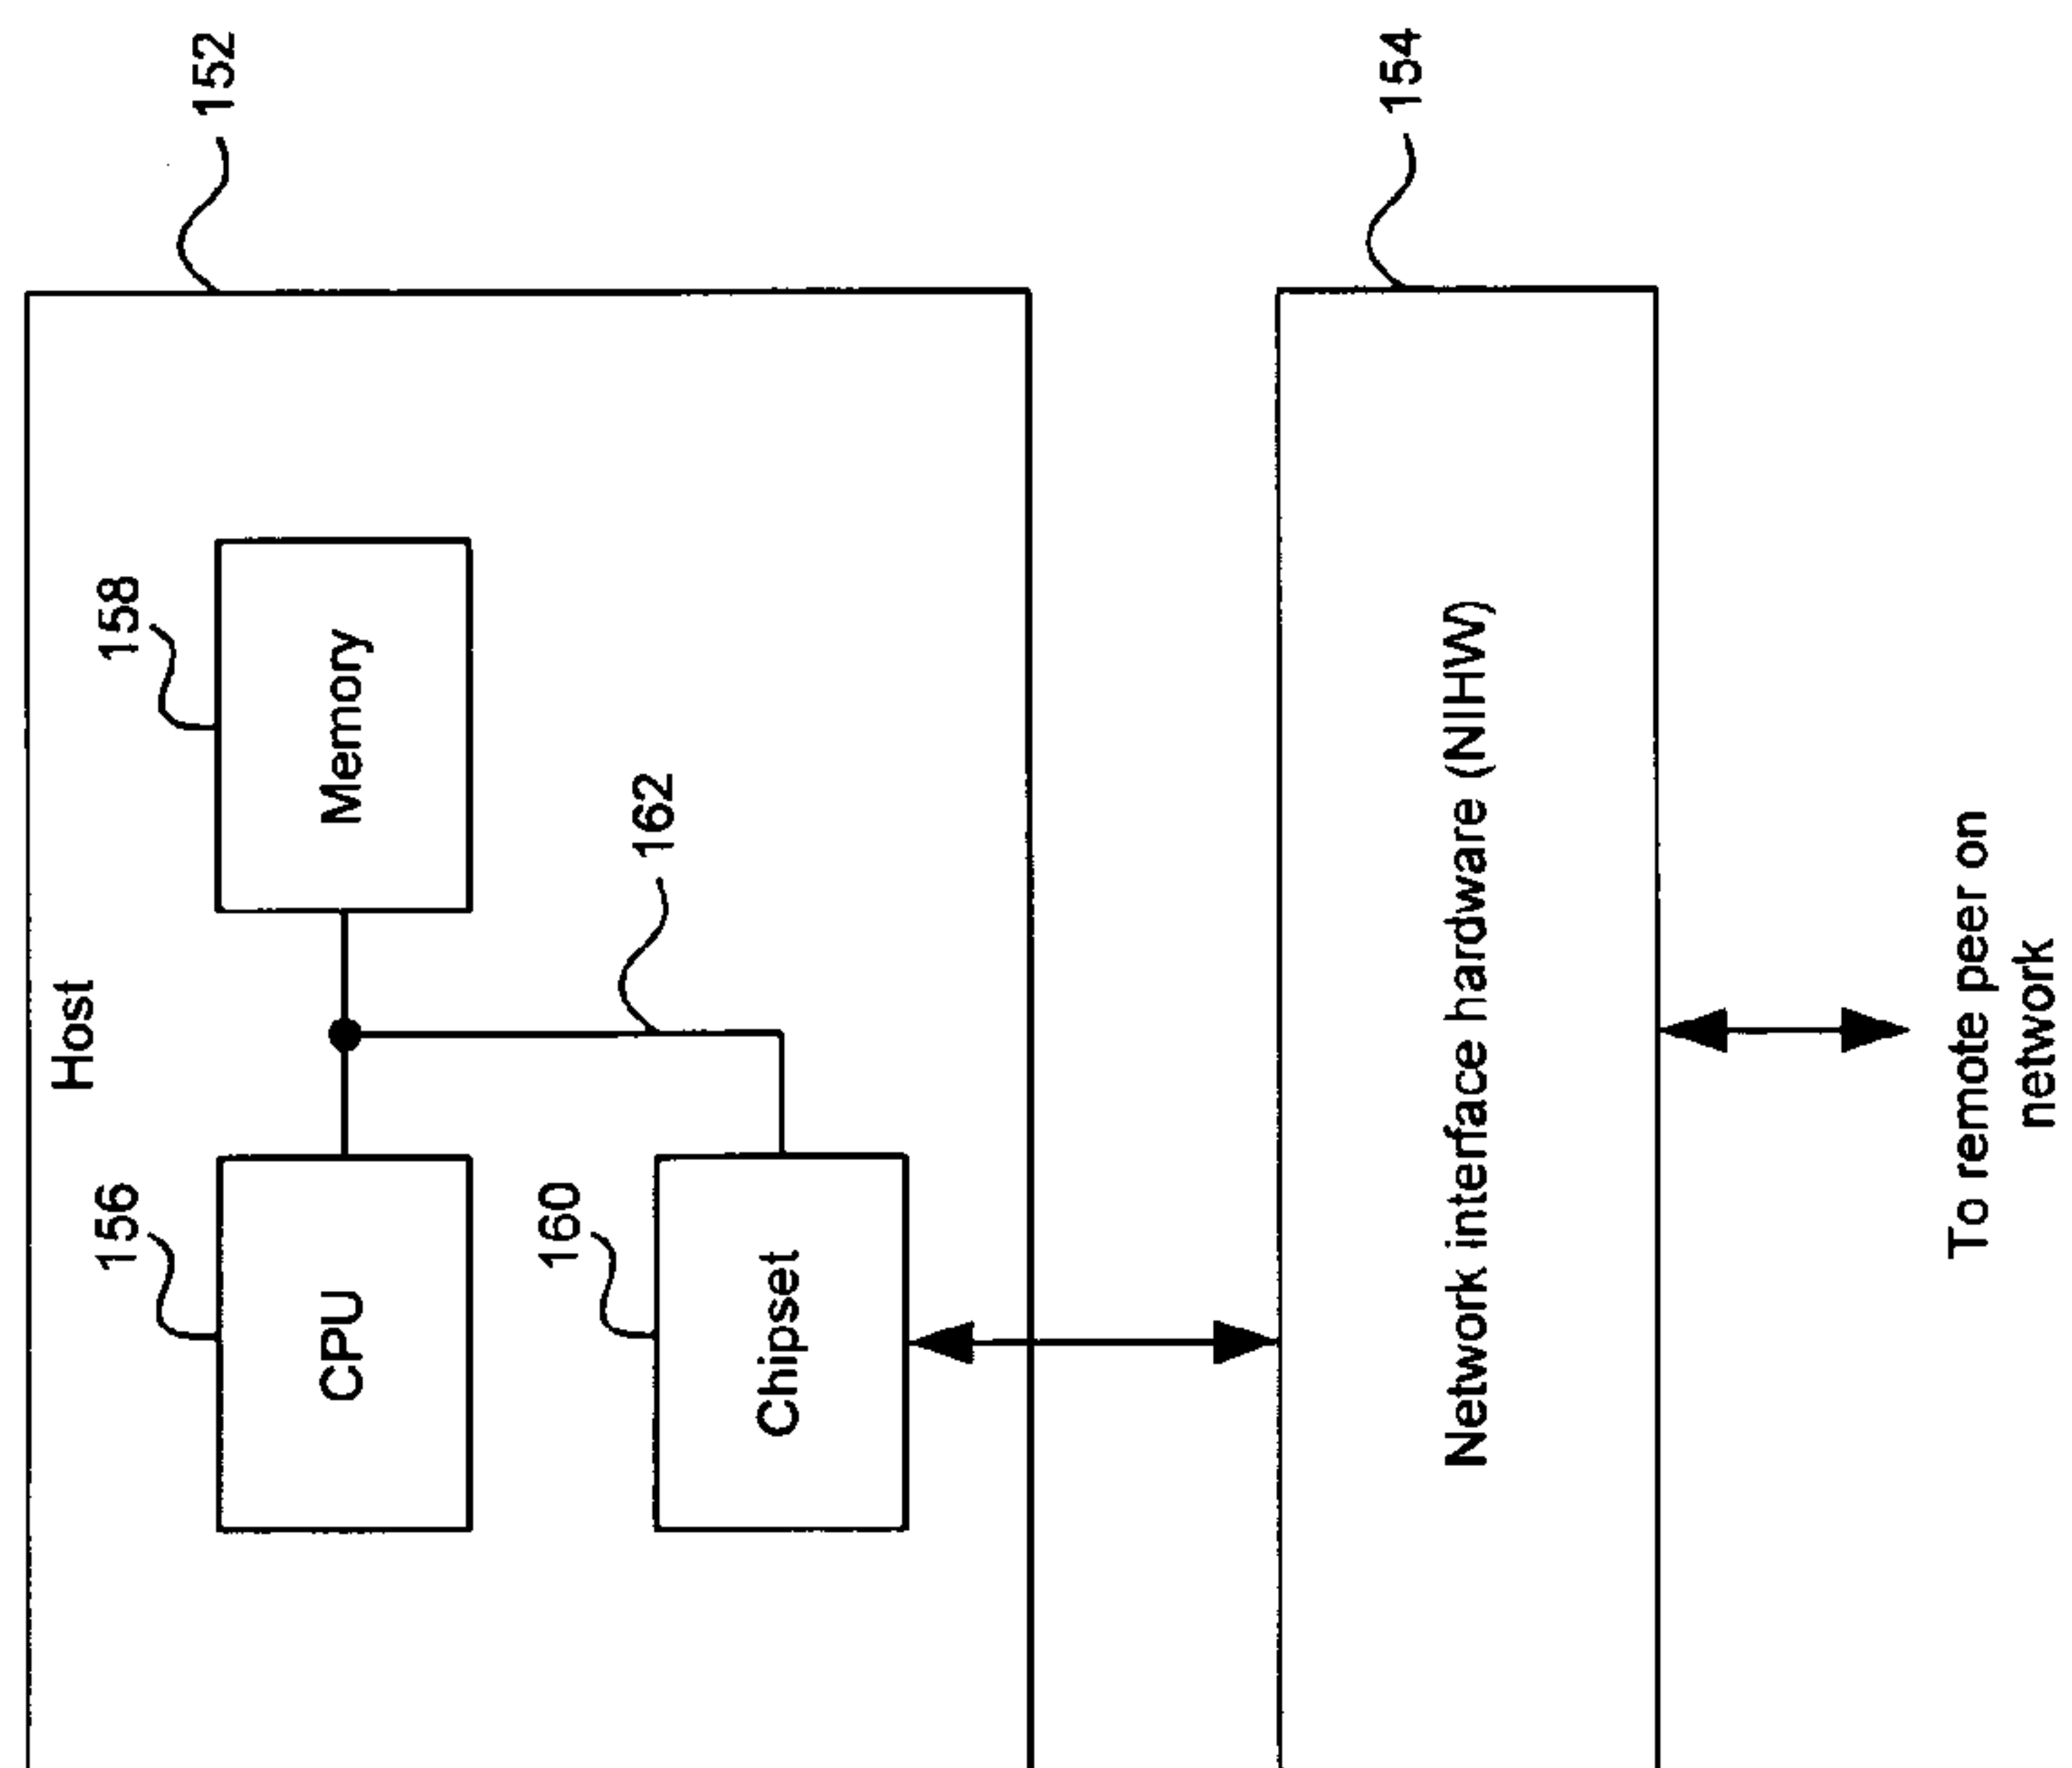 152
Host
156
CPU
158
Memory
160
Chipset
162
154
Network interface hardware (NIHW)
To remote peer on
network